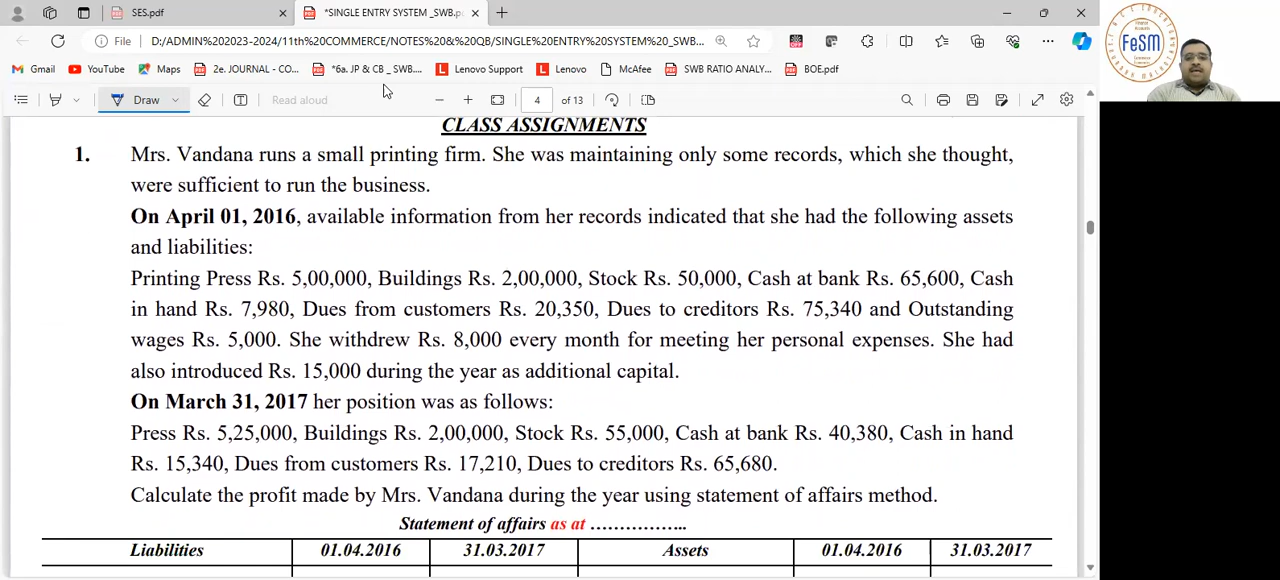 SES.pdf
*SINGLE ENTRY SYSTEM _SWB.p
File D:/ADMIN%202023-2024/11th%20COMMERCE/NOTES%20&%20QB/SINGLE%20ENTRY%20SYSTEM%20_SWB...
Gmail YouTube Maps 2e. JOURNAL - CO... *6a. JP & CB _ SWB.... Lenovo Support Lenovo McAfee SWB RATIO ANALY... BOE.pdf
Draw Read aloud 4 of 13
FeSM
CLASS ASSIGNMENTS
1. Mrs. Vandana runs a small printing firm. She was maintaining only some records, which she thought,
were sufficient to run the business.
On April 01, 2016, available information from her records indicated that she had the following assets
and liabilities:
Printing Press Rs. 5,00,000, Buildings Rs. 2,00,000, Stock Rs. 50,000, Cash at bank Rs. 65,600, Cash
in hand Rs. 7,980, Dues from customers Rs. 20,350, Dues to creditors Rs. 75,340 and Outstanding
wages Rs. 5,000. She withdrew Rs. 8,000 every month for meeting her personal expenses. She had
also introduced Rs. 15,000 during the year as additional capital.
On March 31, 2017 her position was as follows:
Press Rs. 5,25,000, Buildings Rs. 2,00,000, Stock Rs. 55,000, Cash at bank Rs. 40,380, Cash in hand
Rs. 15,340, Dues from customers Rs. 17,210, Dues to creditors Rs. 65,680.
Calculate the profit made by Mrs. Vandana during the year using statement of affairs method.
Statement of affairs as at ……………..
Liabilities 01.04.2016 31.03.2017 Assets 01.04.2016 31.03.2017